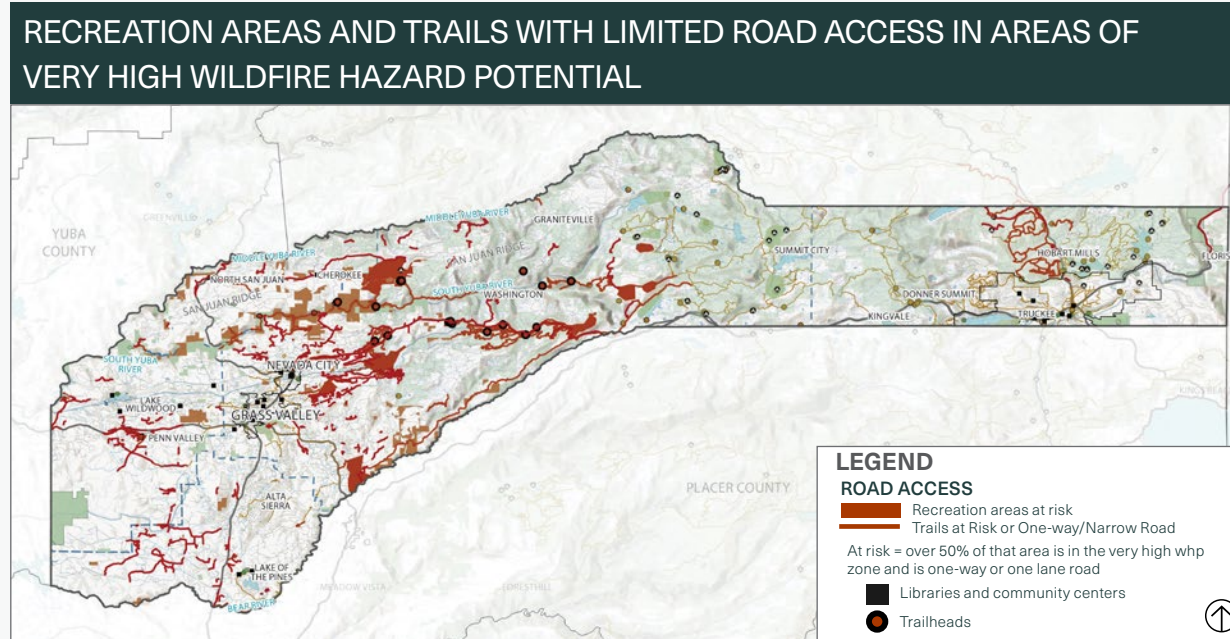 RECREATION AREAS AND TRAILS WITH LIMITED ROAD ACCESS IN AREAS OF
VERY HIGH WILDFIRE HAZARD POTENTIAL
YUBA
COUNTY
GREENVILLE
MIDDLE YUBA RIVER
GRANITEVILLE
MIDDLE YUBA RIVER
SAN JUAN RIDGE
SUMMIT CITY
HOBART MILLS
FLORIS
NORTH SAN JUAN
CHEROKEE
SOUTH YUBA RIVER
WASHINGTON
SAN JUAN RIDGE
DONNER SUMMIT
KINGVALE
TRUCKEE
SOUTH YUBA
RIVER
NEVADA CITY
LAKE
WILDWOOD
GRASS VALLEY
PENN VALLEY
ALTA
SIERRA
PLACER COUNTY
LAKE OF
THE PINES
MEADOW VISTA
FORESTHILL
BEAR RIVER
LEGEND
ROAD ACCESS
Recreation areas at risk
Trails at Risk or One-way/Narrow Road
At risk = over 50% of that area is in the very high whp
zone and is one-way or one lane road
Libraries and community centers
Trailheads